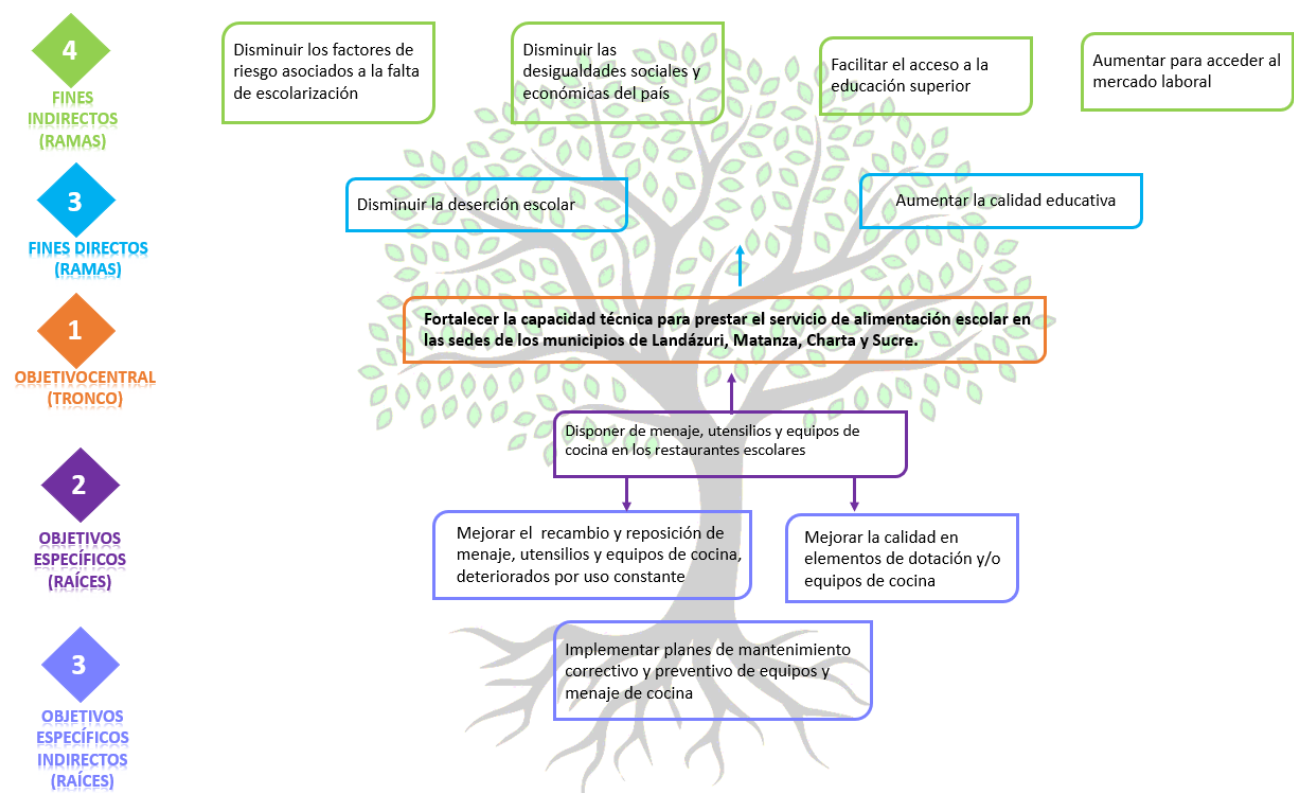 4
FINES
INDIRECTOS
(RAMAS)
Disminuir los factores de
riesgo asociados a la falta
de escolarización
Disminuir las
desigualdades sociales y
económicas del país
Facilitar el acceso a la
educación superior
Aumentar para acceder al
mercado laboral
3
FINES DIRECTOS
(RAMAS)
Disminuir la deserción escolar
Aumentar la calidad educativa
1
OBJETIVOCENTRAL
(TRONCO)
Fortalecer la capacidad técnica para prestar el servicio de alimentación escolar en
las sedes de los municipios de Landázuri, Matanza, Charta y Sucre.
2
OBJETIVOS
ESPECÍFICOS
(RAÍCES)
Disponer de menaje, utensilios y equipos de
cocina en los restaurantes escolares
Mejorar el recambio y reposición de
menaje, utensilios y equipos de cocina,
deteriorados por uso constante
Mejorar la calidad en
elementos de dotación y/o
equipos de cocina
3
OBJETIVOS
ESPECÍFICOS
INDIRECTOS
(RAÍCES)
Implementar planes de mantenimiento
correctivo y preventivo de equipos y
menaje de cocina